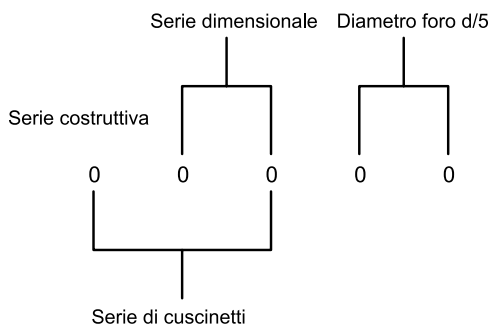 Serie dimensionale Diametro foro d/5
Serie costruttiva
0 0 0 0 0
Serie di cuscinetti